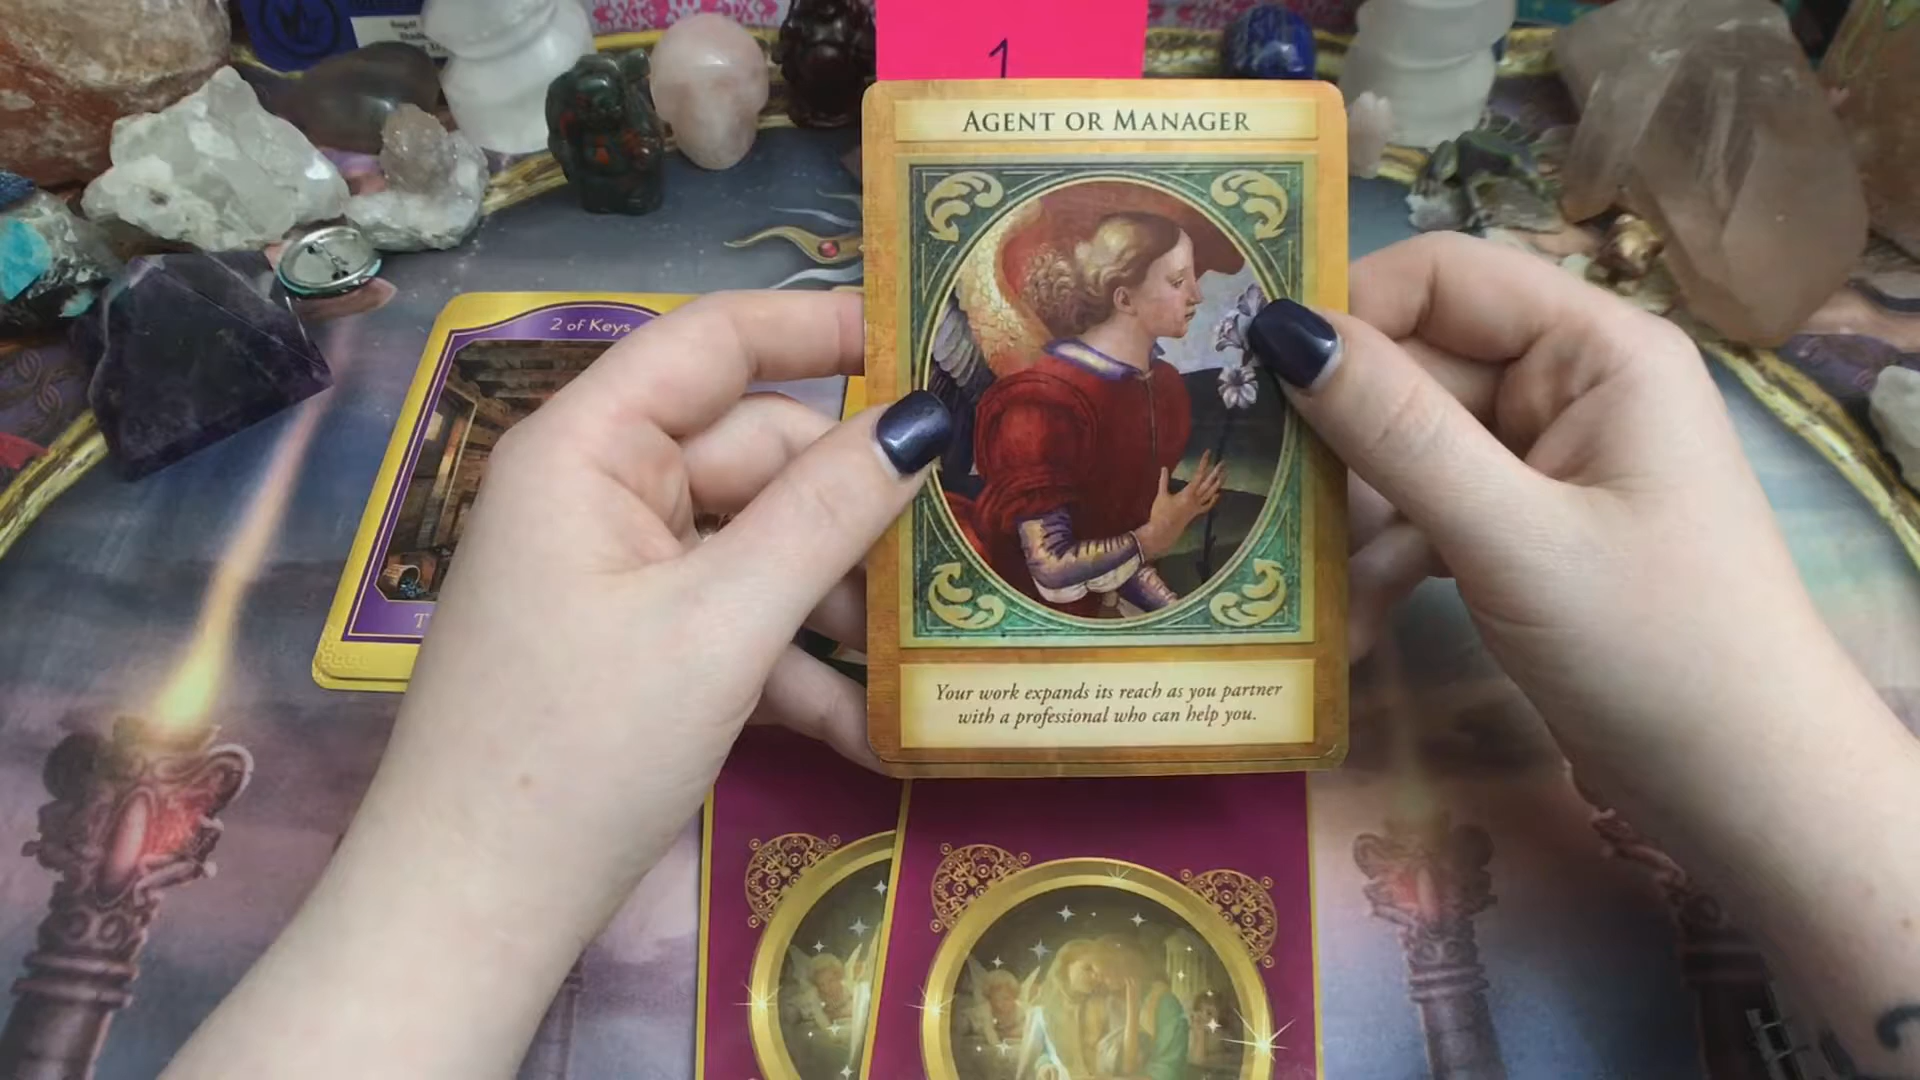 1
AGENT OR MANAGER
2 of Keys
Your work expands its reach as you partner
with a professional who can help you.